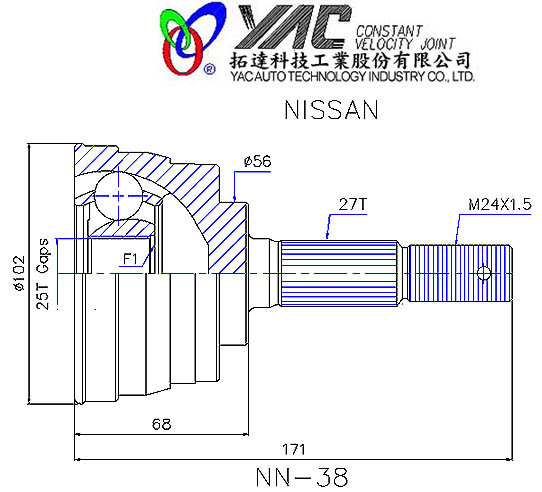 YAC CONSTANT
VELOCITY JOINT
®
拓達科技工業股份有限公司
YAC AUTO TECHNOLOGY INDUSTRY CO., LTD.
NISSAN
ø56
27T
M24X1.5
F1
ø102
25T Gaps
68
171
NN-38